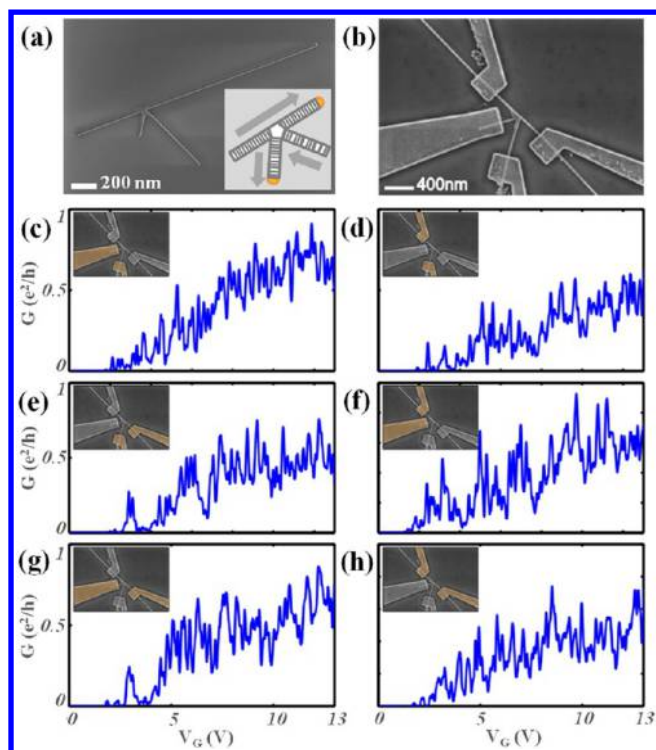 (a)
200 nm
(b)
400nm
(c)
1
G (e²/h)
0.5
0
(d)
(e)
1
G (e²/h)
0.5
0
(f)
(g)
1
G (e²/h)
0.5
0
0 5 10 13
V_G (V)
(h)
0 5 10 13
V_G (V)